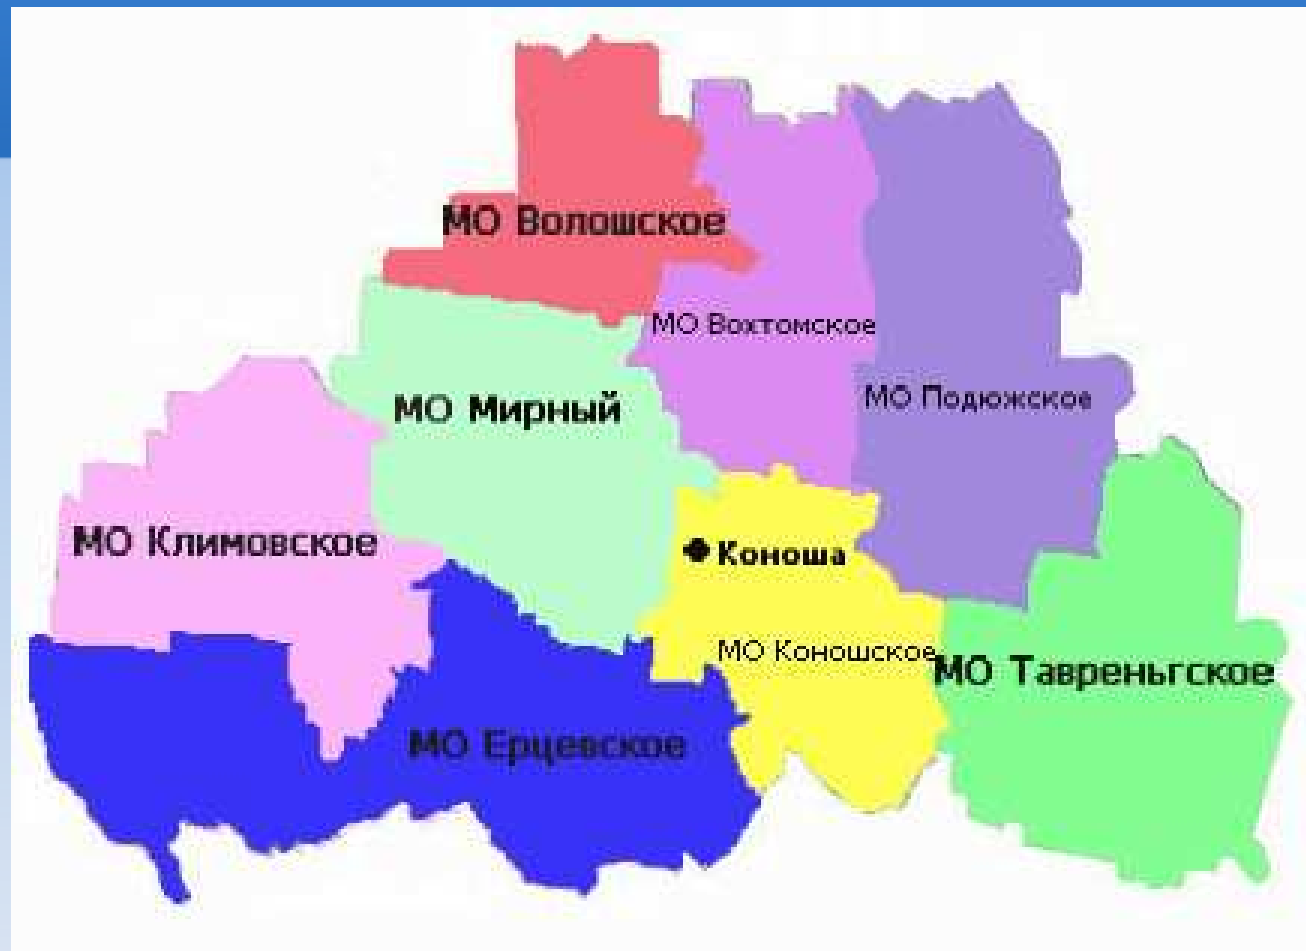 МО Волошское
МО Вохтомское
МО Подюжское
МО Мирный
МО Климовское
Коноша
МО Коношское
МО Тавреньгское
МО Ерцевское